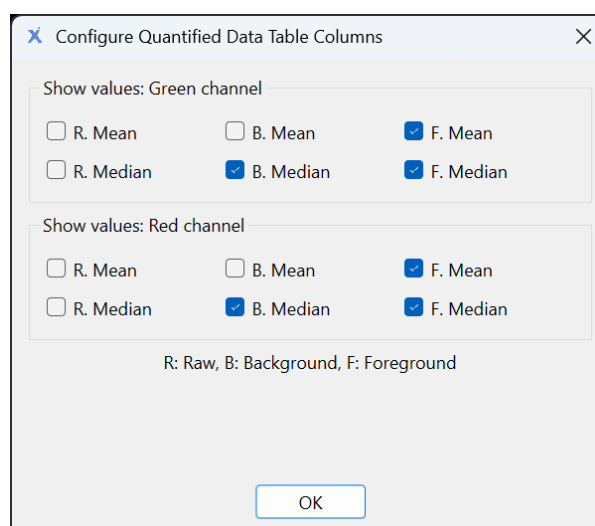 Configure Quantified Data Table Columns
Show values: Green channel
R. Mean B. Mean F. Mean
R. Median B. Median F. Median
Show values: Red channel
R. Mean B. Mean F. Mean
R. Median B. Median F. Median
R: Raw, B: Background, F: Foreground
OK